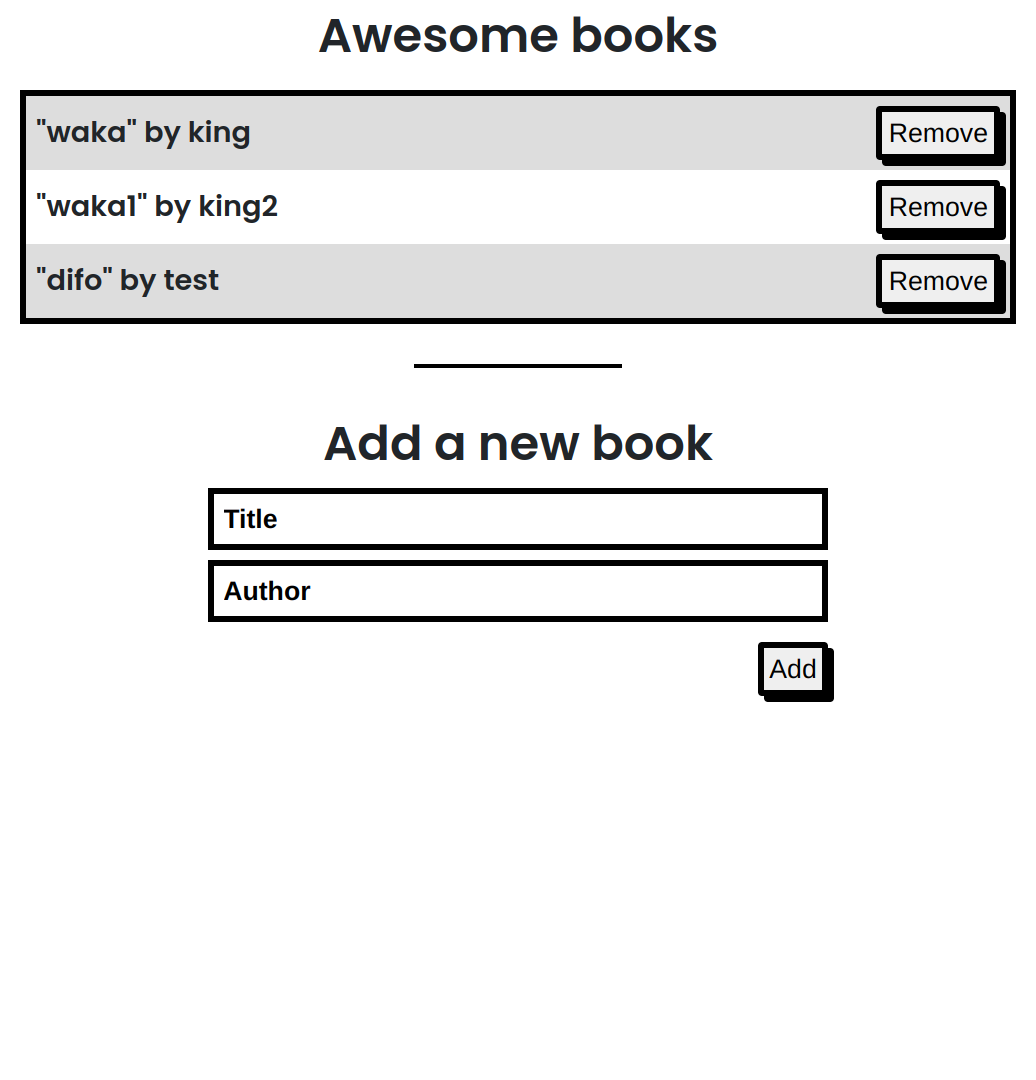 Awesome books
"waka" by king
Remove
"waka1" by king2
Remove
"difo" by test
Remove
Add a new book
Title
Author
Add